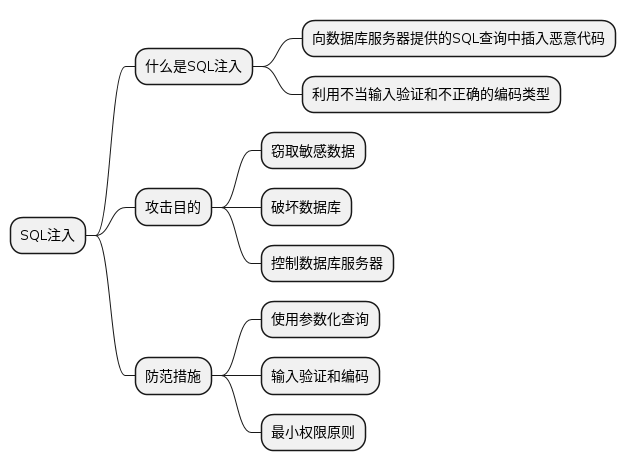 SQL注入
什么是SQL注入
向数据库服务器提供的SQL查询中插入恶意代码
利用不当输入验证和不正确的编码类型
攻击目的
窃取敏感数据
破坏数据库
控制数据库服务器
防范措施
使用参数化查询
输入验证和编码
最小权限原则